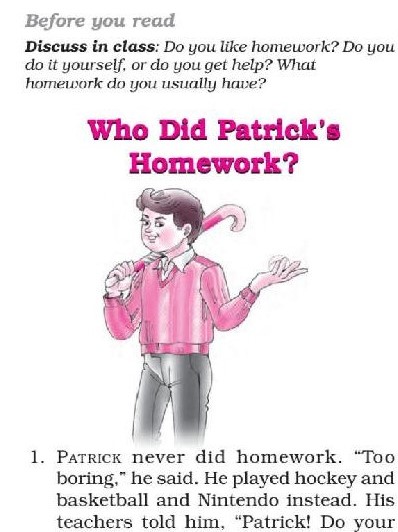 Before you read
Discuss in class: Do you like homework? Do you
do it yourself, or do you get help? What
homework do you usually have?
Who Did Patrick's
Homework?
1. PATRICK never did homework. “Too
boring,” he said. He played hockey and
basketball and Nintendo instead. His
teachers told him, “Patrick! Do your